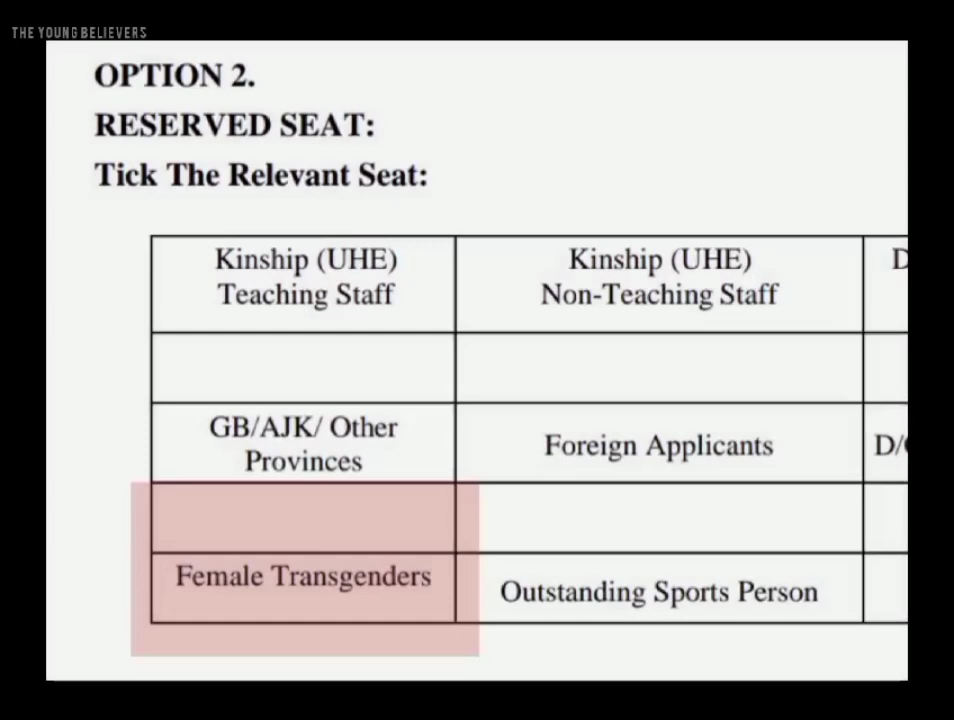 THE YOUNG BELIEVERS
OPTION 2.
RESERVED SEAT:
Tick The Relevant Seat:
Kinship (UHE)
Teaching Staff
Kinship (UHE)
Non-Teaching Staff
D
GB/AJK/ Other
Provinces
Foreign Applicants
D/
Female Transgenders
Outstanding Sports Person